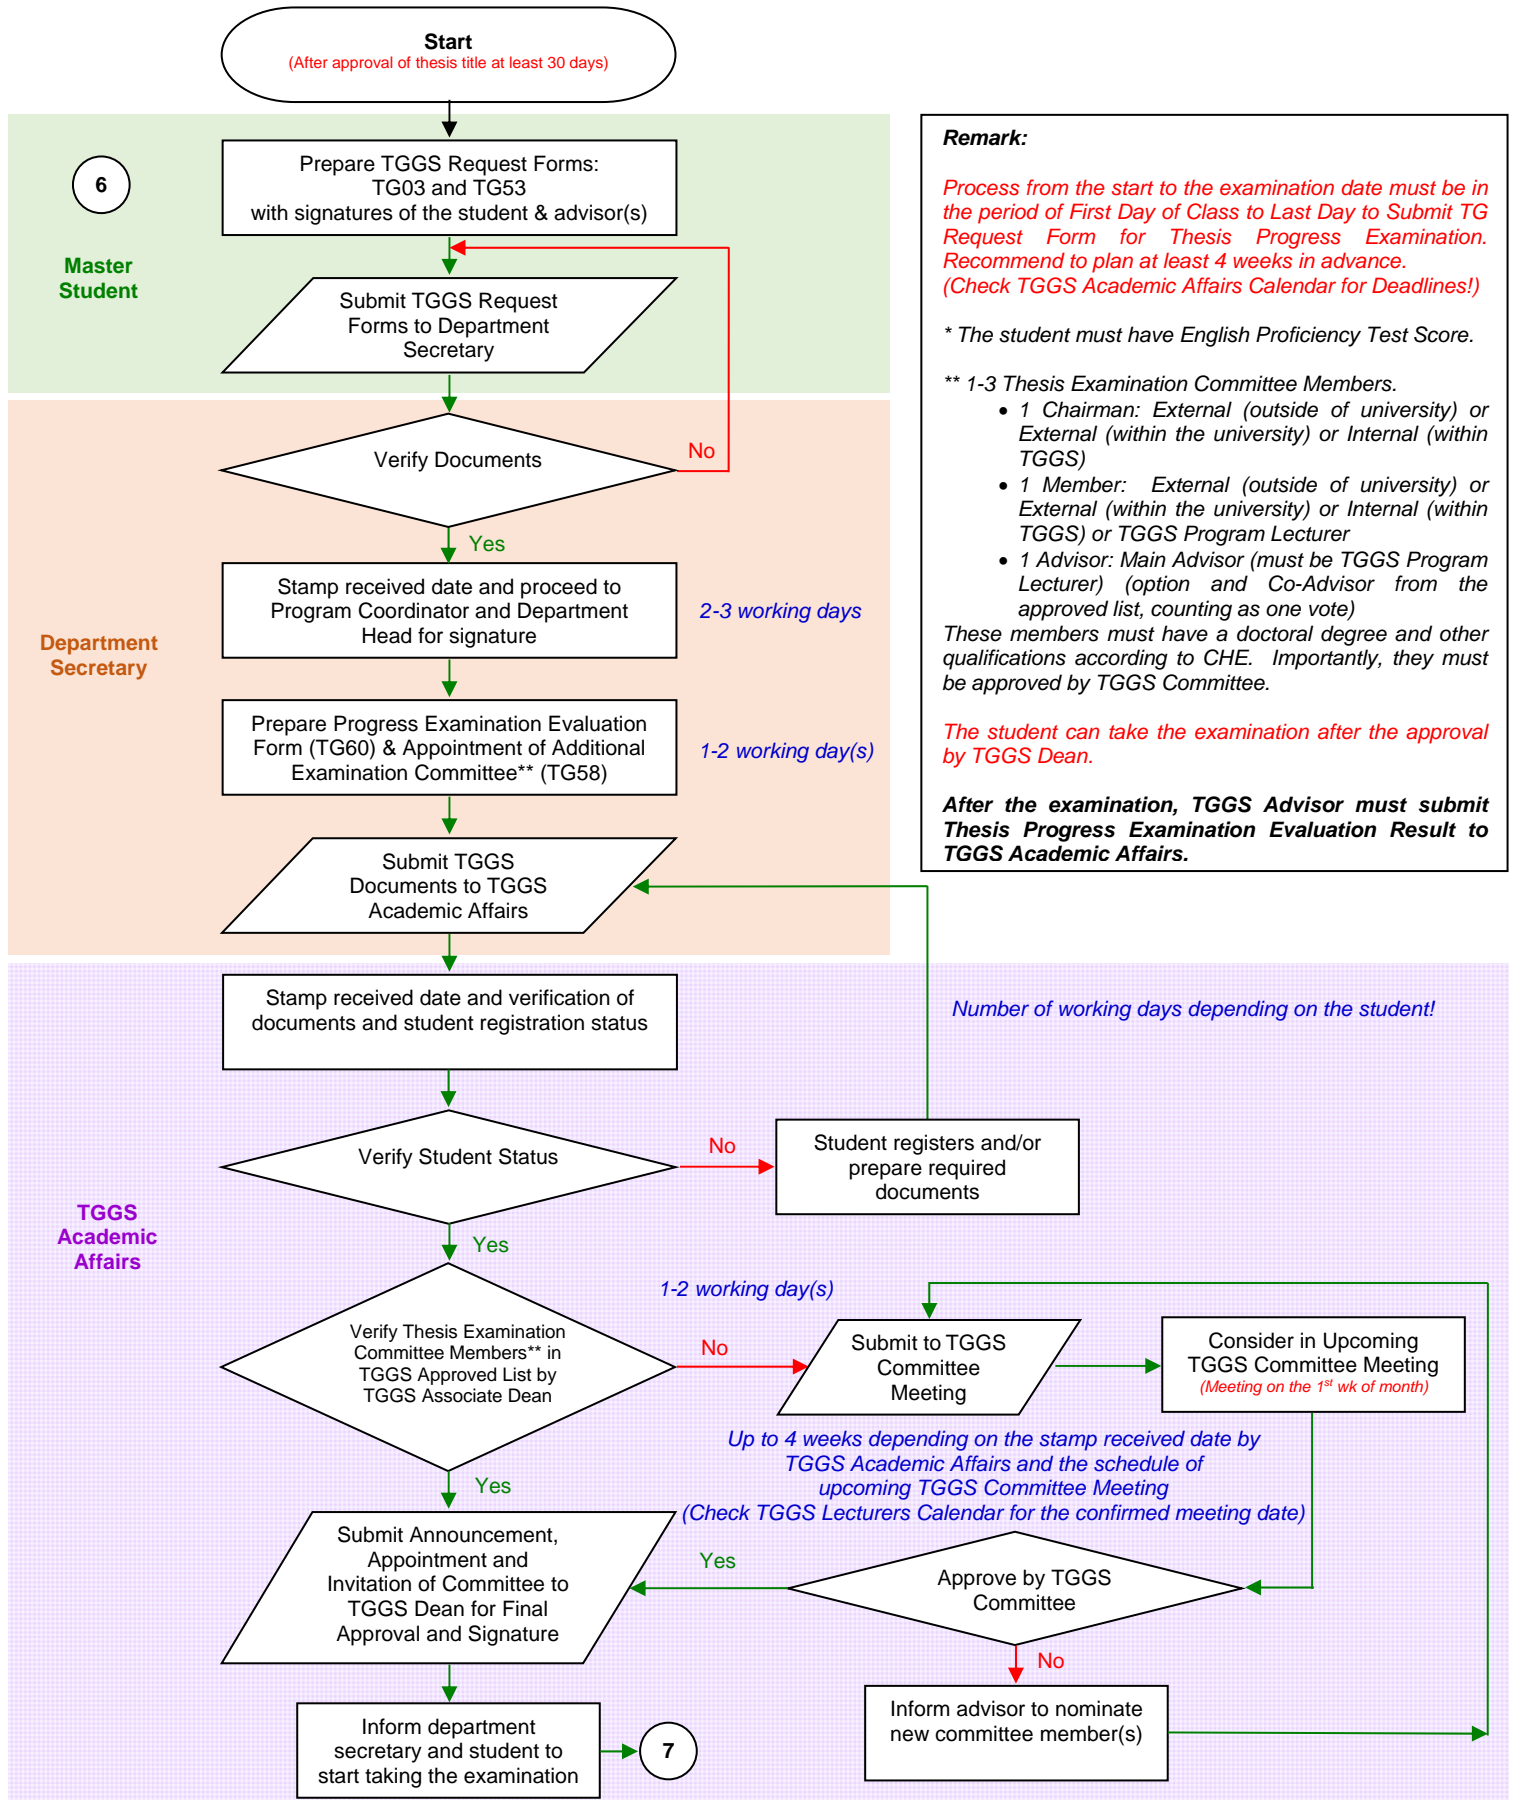 Start
(After approval of thesis title at least 30 days)
6
Master
Student
Prepare TGGS Request Forms:
TG03 and TG53
with signatures of the student & advisor(s)
Submit TGGS Request
Forms to Department
Secretary
Verify Documents
No
Yes
Department
Secretary
Stamp received date and proceed to
Program Coordinator and Department
Head for signature
2-3 working days
Prepare Progress Examination Evaluation
Form (TG60) & Appointment of Additional
Examination Committee** (TG58)
1-2 working day(s)
Submit TGGS
Documents to TGGS
Academic Affairs
Remark:
Process from the start to the examination date must be in
the period of First Day of Class to Last Day to Submit TG
Request Form for Thesis Progress Examination.
Recommend to plan at least 4 weeks in advance.
(Check TGGS Academic Affairs Calendar for Deadlines!)
* The student must have English Proficiency Test Score.
** 1-3 Thesis Examination Committee Members.
• 1 Chairman: External (outside of university) or
External (within the university) or Internal (within
TGGS)
• 1 Member: External (outside of university) or
External (within the university) or Internal (within
TGGS) or TGGS Program Lecturer
• 1 Advisor: Main Advisor (must be TGGS Program
Lecturer) (option and Co-Advisor from the
approved list, counting as one vote)
These members must have a doctoral degree and other
qualifications according to CHE. Importantly, they must
be approved by TGGS Committee.
The student can take the examination after the approval
by TGGS Dean.
After the examination, TGGS Advisor must submit
Thesis Progress Examination Evaluation Result to
TGGS Academic Affairs.
Stamp received date and verification of
documents and student registration status
Number of working days depending on the student!
Verify Student Status
No
Student registers and/or
prepare required
documents
Yes
TGGS
Academic
Affairs
1-2 working day(s)
Verify Thesis Examination
Committee Members** in
TGGS Approved List by
TGGS Associate Dean
No
Submit to TGGS
Committee
Meeting
Consider in Upcoming
TGGS Committee Meeting
(Meeting on the 1st wk of month)
Up to 4 weeks depending on the stamp received date by
TGGS Academic Affairs and the schedule of
upcoming TGGS Committee Meeting
(Check TGGS Lecturers Calendar for the confirmed meeting date)
Yes
Submit Announcement,
Appointment and
Invitation of Committee to
TGGS Dean for Final
Approval and Signature
Yes
Approve by TGGS
Committee
No
Inform advisor to nominate
new committee member(s)
Inform department
secretary and student to
start taking the examination
7